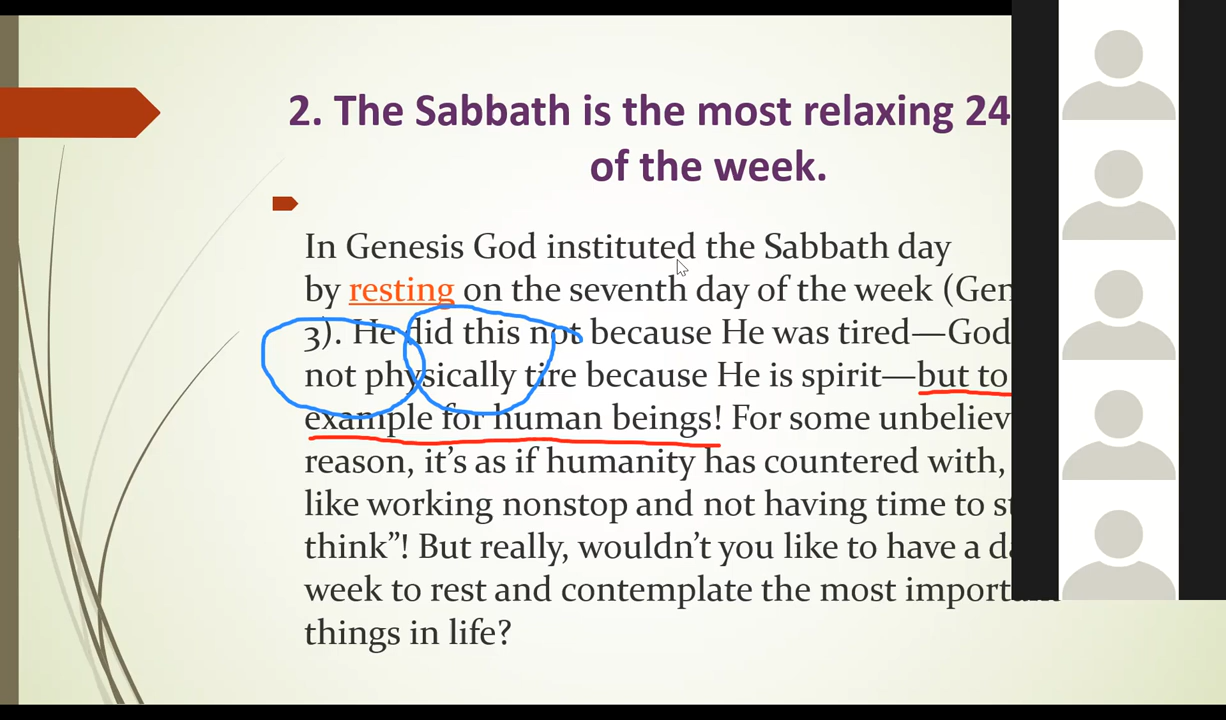 2. The Sabbath is the most relaxing 24
of the week.
In Genesis God instituted the Sabbath day
by resting on the seventh day of the week (Gen
3). He did this not because He was tired—God
not physically tire because He is spirit—but to
example for human beings! For some
reason, it’s as if humanity has countered with,
like working nonstop and not having time to
think”! But really, wouldn’t you like to have a
week to rest and contemplate the most
things in life?